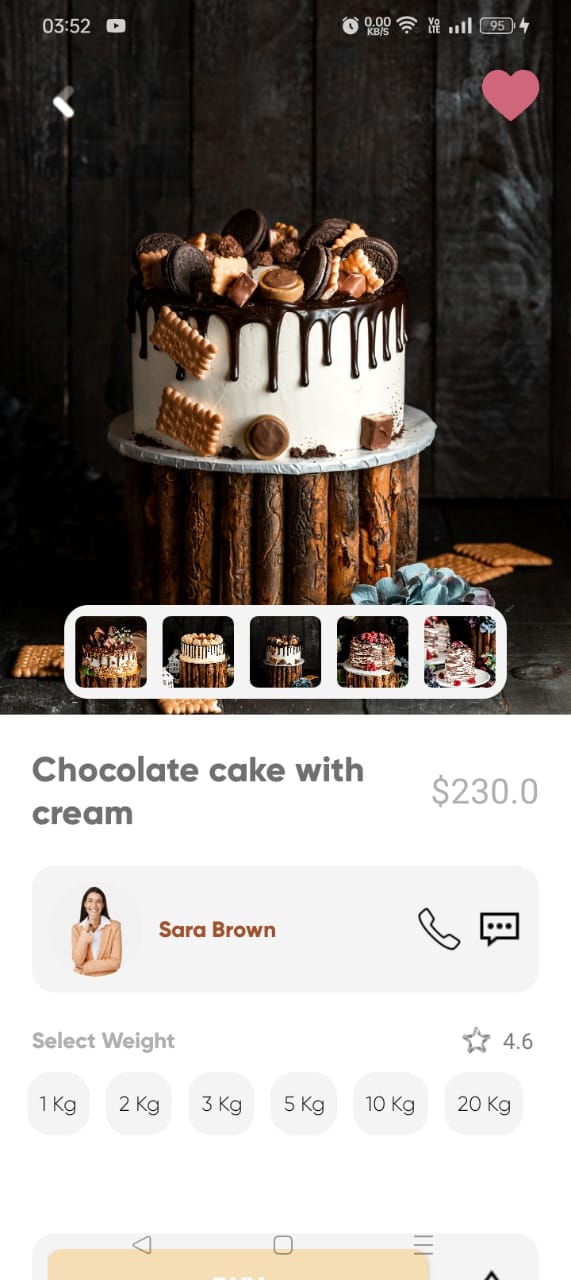 03:52 0.00 KB/S Vo LTE 95
Chocolate cake with
cream
$230.0
Sara Brown
Select Weight
4.6
1 Kg 2 Kg 3 Kg 5 Kg 10 Kg 20 Kg